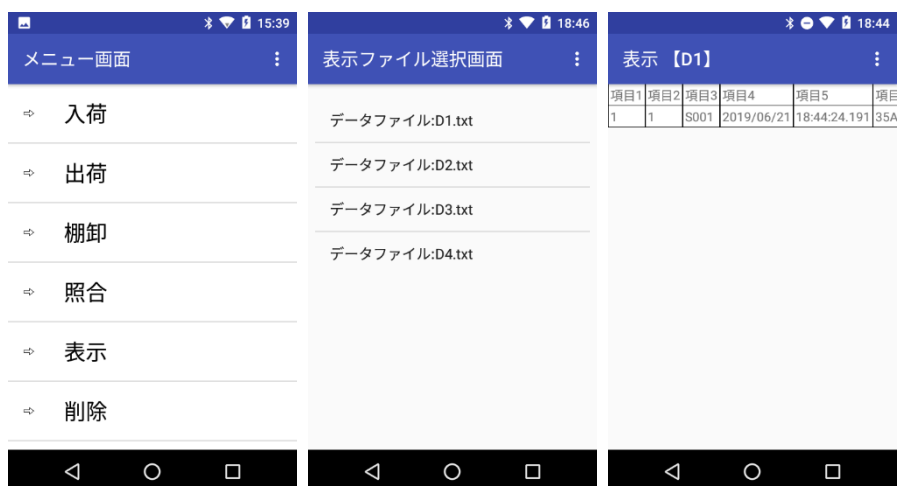 15:39
メニュー画面
⇨ 入荷
⇨ 出荷
⇨ 棚卸
⇨ 照合
⇨ 表示
⇨ 削除
18:46
表示ファイル選択画面
データファイル:D1.txt
データファイル:D2.txt
データファイル:D3.txt
データファイル:D4.txt
18:44
表示 【D1】
項目1 項目2 項目3 項目4 項目5 項目
1 1 S001 2019/06/21 18:44:24.191 35A